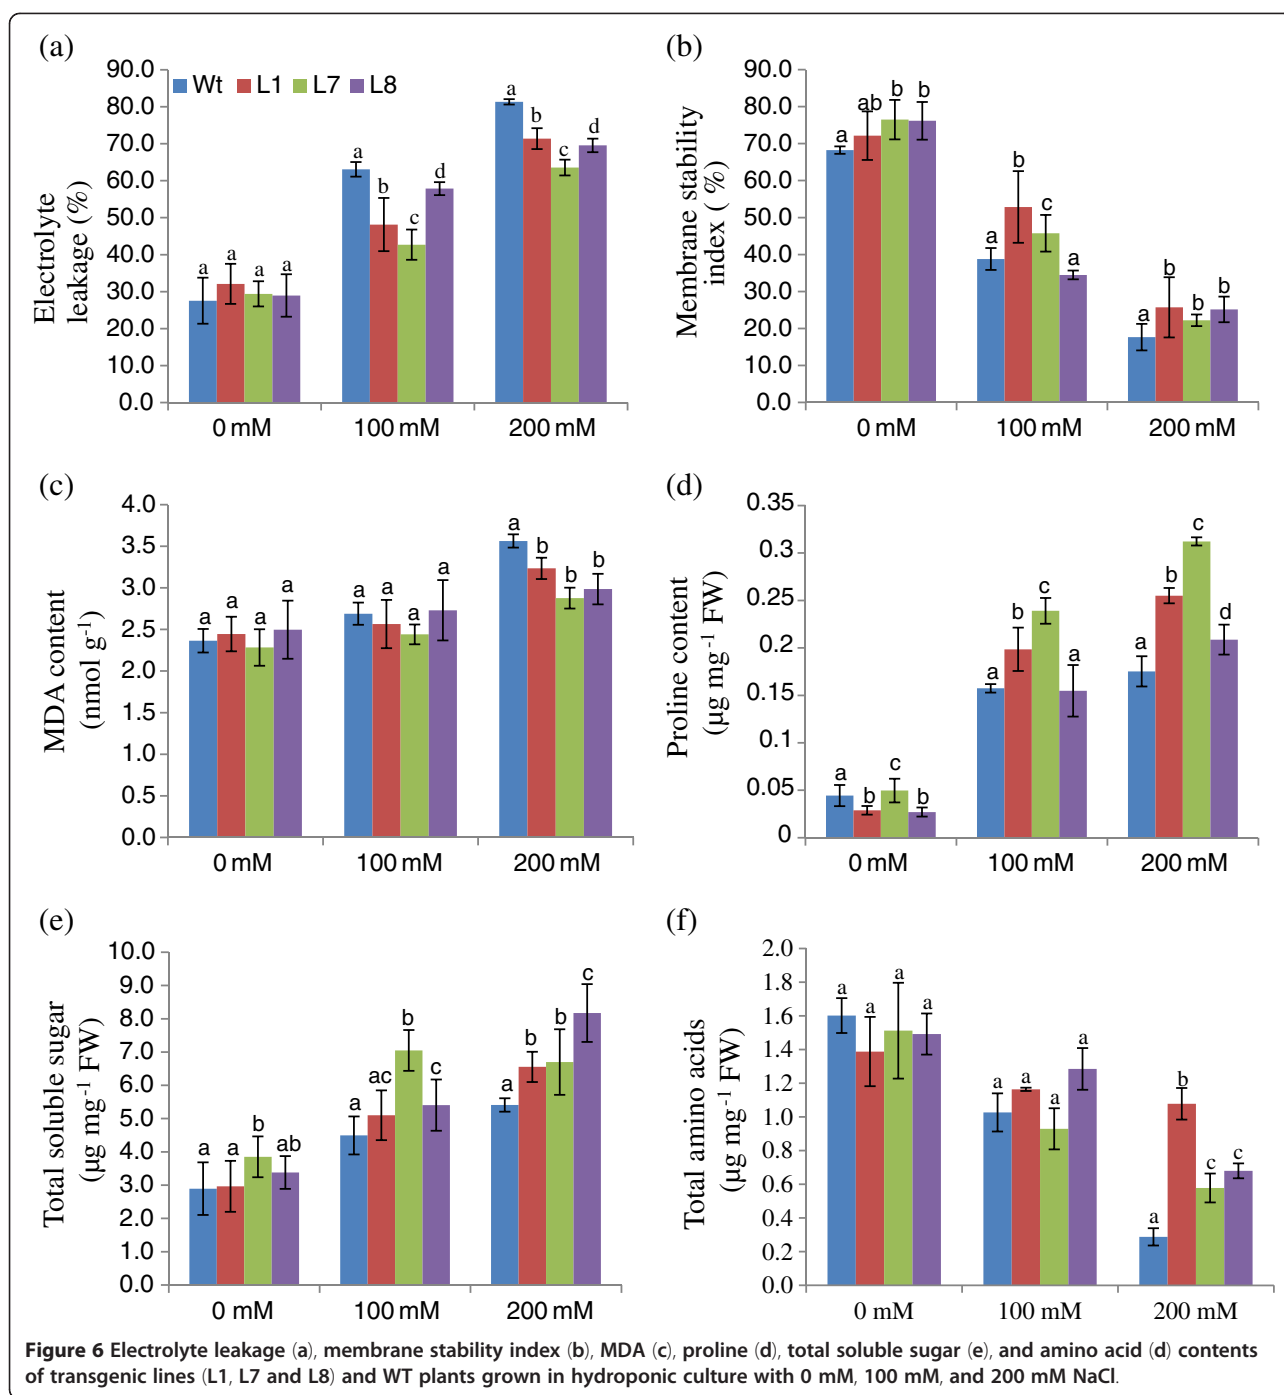 (a)
90.0
80.0
70.0
60.0
50.0
40.0
30.0
20.0
10.0
0.0
Electrolyte
leakage (%)
Wt L1 L7 L8
a a a a
a b c d
a b c d
0 mM 100 mM 200 mM
(b)
90.0
80.0
70.0
60.0
50.0
40.0
30.0
20.0
10.0
0.0
Membrane stability
index ( %)
a ab b b
a b c a
a b b b
0 mM 100 mM 200 mM
(c)
4.0
3.5
3.0
2.5
2.0
1.5
1.0
0.5
0.0
MDA content
(nmol g-1)
a a a a
a a a a
a b b b
0 mM 100 mM 200 mM
(d)
0.35
0.3
0.25
0.2
0.15
0.1
0.05
0
Proline content
(µg mg-1 FW)
a b c b
a b c a
a b c d
0 mM 100 mM 200 mM
(e)
10.0
9.0
8.0
7.0
6.0
5.0
4.0
3.0
2.0
1.0
0.0
Total soluble sugar
(µg mg-1 FW)
a a b ab
a ac b c
a b b c
0 mM 100 mM 200 mM
(f)
2.0
1.8
1.6
1.4
1.2
1.0
0.8
0.6
0.4
0.2
0.0
Total amino acids
(µg mg-1 FW)
a a a a
a a a a
a b c c
0 mM 100 mM 200 mM
Figure 6 Electrolyte leakage (a), membrane stability index (b), MDA (c), proline (d), total soluble sugar (e), and amino acid (d) contents
of transgenic lines (L1, L7 and L8) and WT plants grown in hydroponic culture with 0 mM, 100 mM, and 200 mM NaCl.